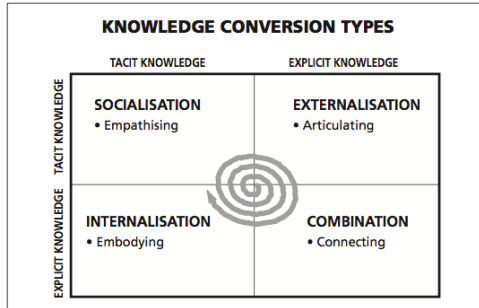 KNOWLEDGE CONVERSION TYPES
TACIT KNOWLEDGE
EXPLICIT KNOWLEDGE
TACIT KNOWLEDGE
SOCIALISATION
• Empathising
EXTERNALISATION
• Articulating
EXPLICIT KNOWLEDGE
INTERNALISATION
• Embodying
COMBINATION
• Connecting